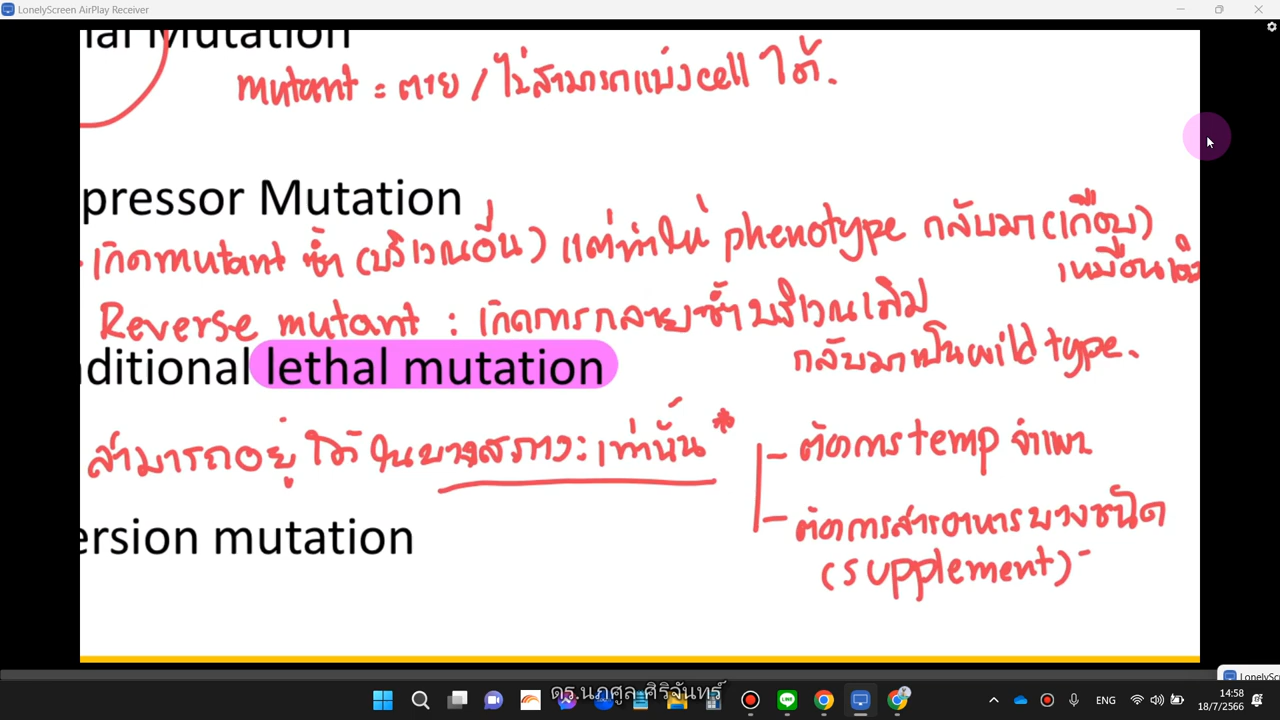 LonelyScreen AirPlay Receiver
nal Mutation
mutant = ตาย / ไม่สามารถแบ่ง cell ได้.
pressor Mutation
- เกิด mutant ซ้ำ (บริเวณอื่น) แต่ทำให้ phenotype กลับมา (เกือบ)
เหมือนเดิม
Reverse mutant : เกิดการกลายซ้ำบริเวณเดิม
กลับมาเป็น wild type.
nditional lethal mutation
สามารถอยู่ได้ในบางสภาวะเท่านั้น *
- ต้องการ temp จำเพาะ
- ต้องการสารอาหารบางชนิด
(supplement)
ersion mutation
LonelySc
ดร.นภศูล ศิริจันทร์
ENG
14:58
18/7/2566